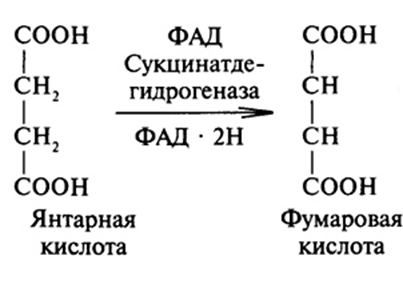 COOH
CH2
CH2
COOH
Янтарная
кислота
ФАД
Сукцинатде-
гидрогеназа
ФАД · 2Н
COOH
CH
CH
COOH
Фумаровая
кислота